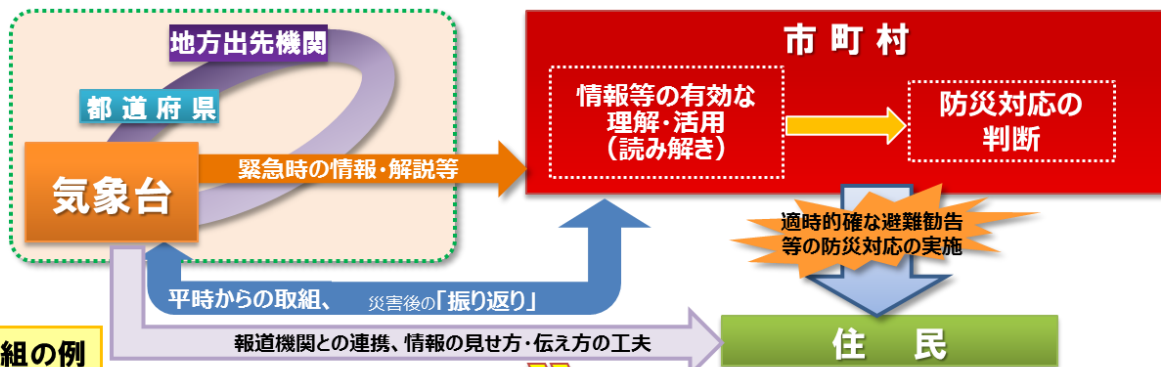 地方出先機関
都道府県
気象台
緊急時の情報・解説等
市町村
情報等の有効な
理解・活用
（読み解き）
防災対応の
判断
適時的確な避難勧告
等の防災対応の実施
平時からの取組、 災害後の「振り返り」
報道機関との連携、情報の見せ方・伝え方の工夫
住 民
組の例